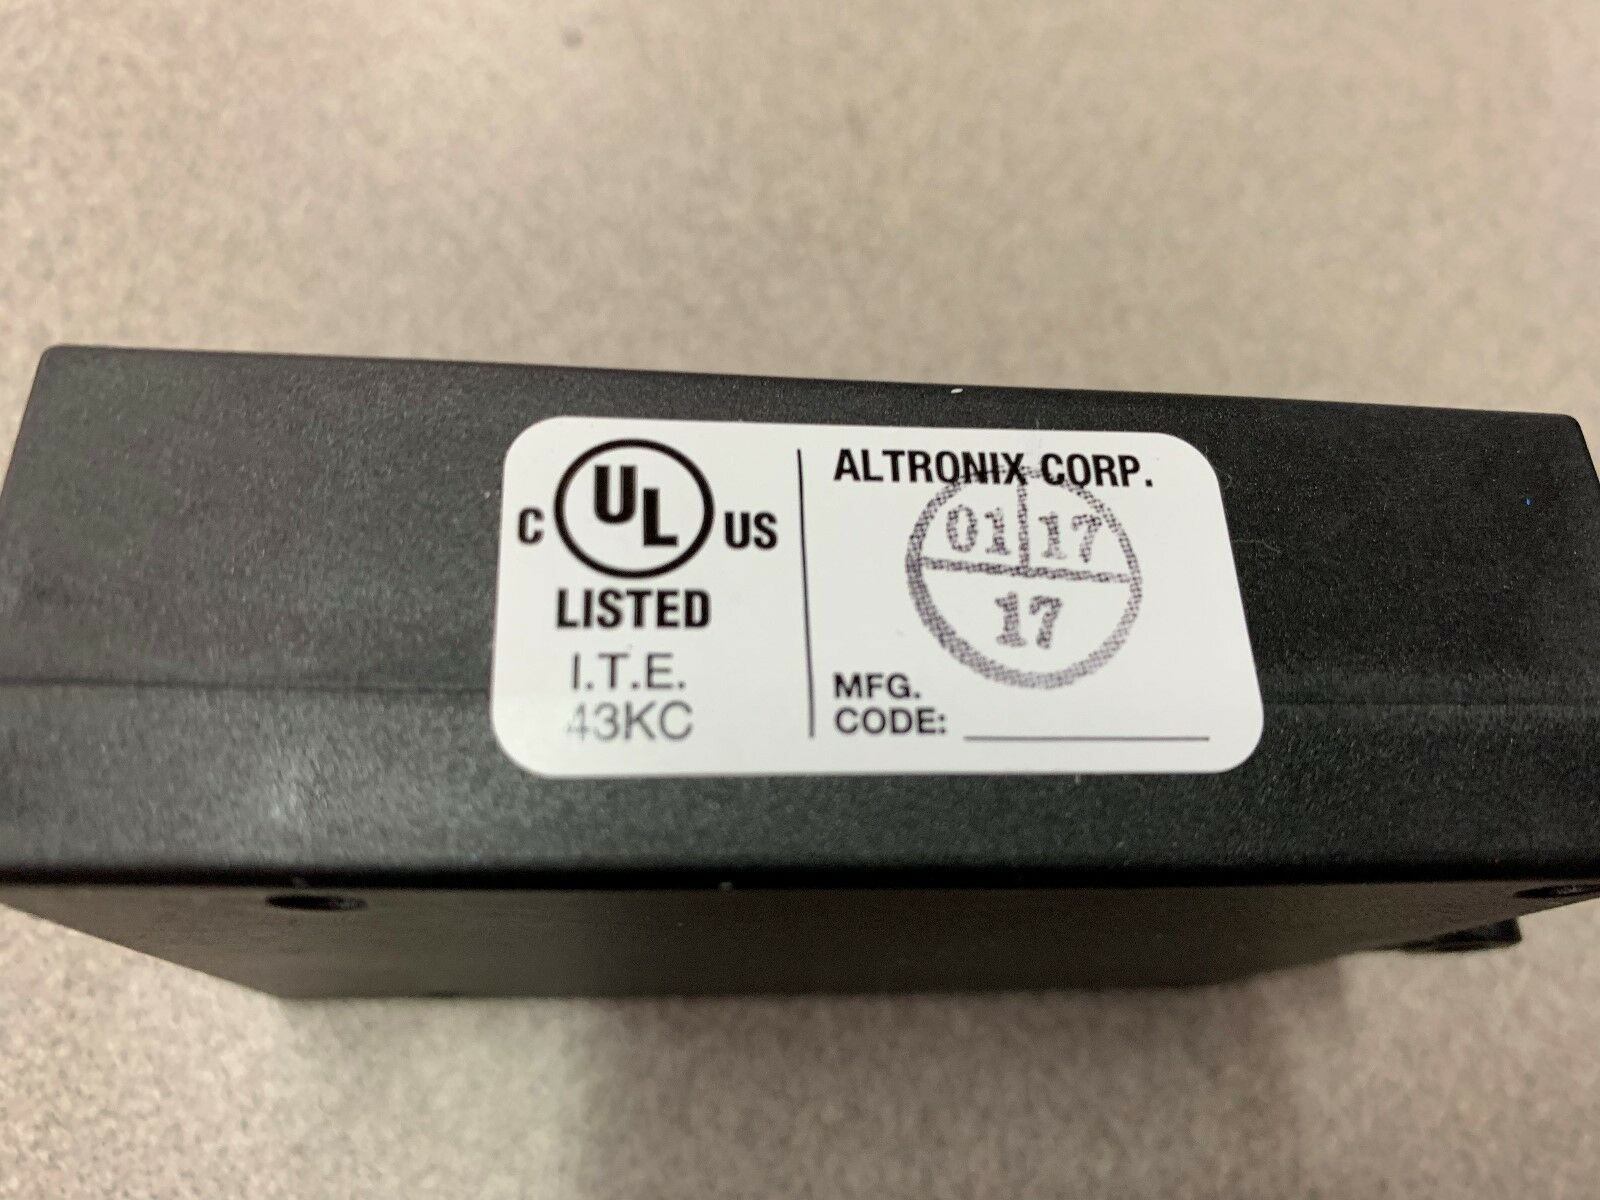 C UL US
LISTED
I.T.E.
43KC
ALTRONIX CORP.
01 17
17
MFG.
CODE: